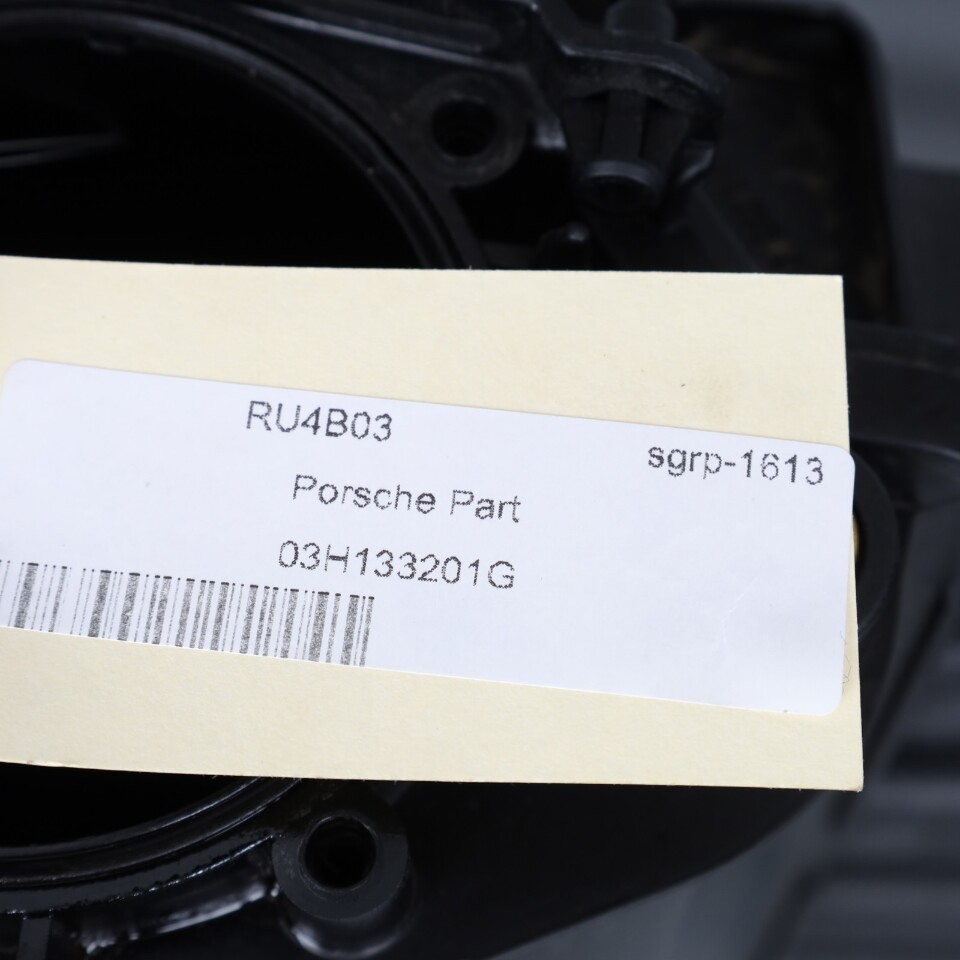 RU4B03
sgrp-1613
Porsche Part
03H133201G